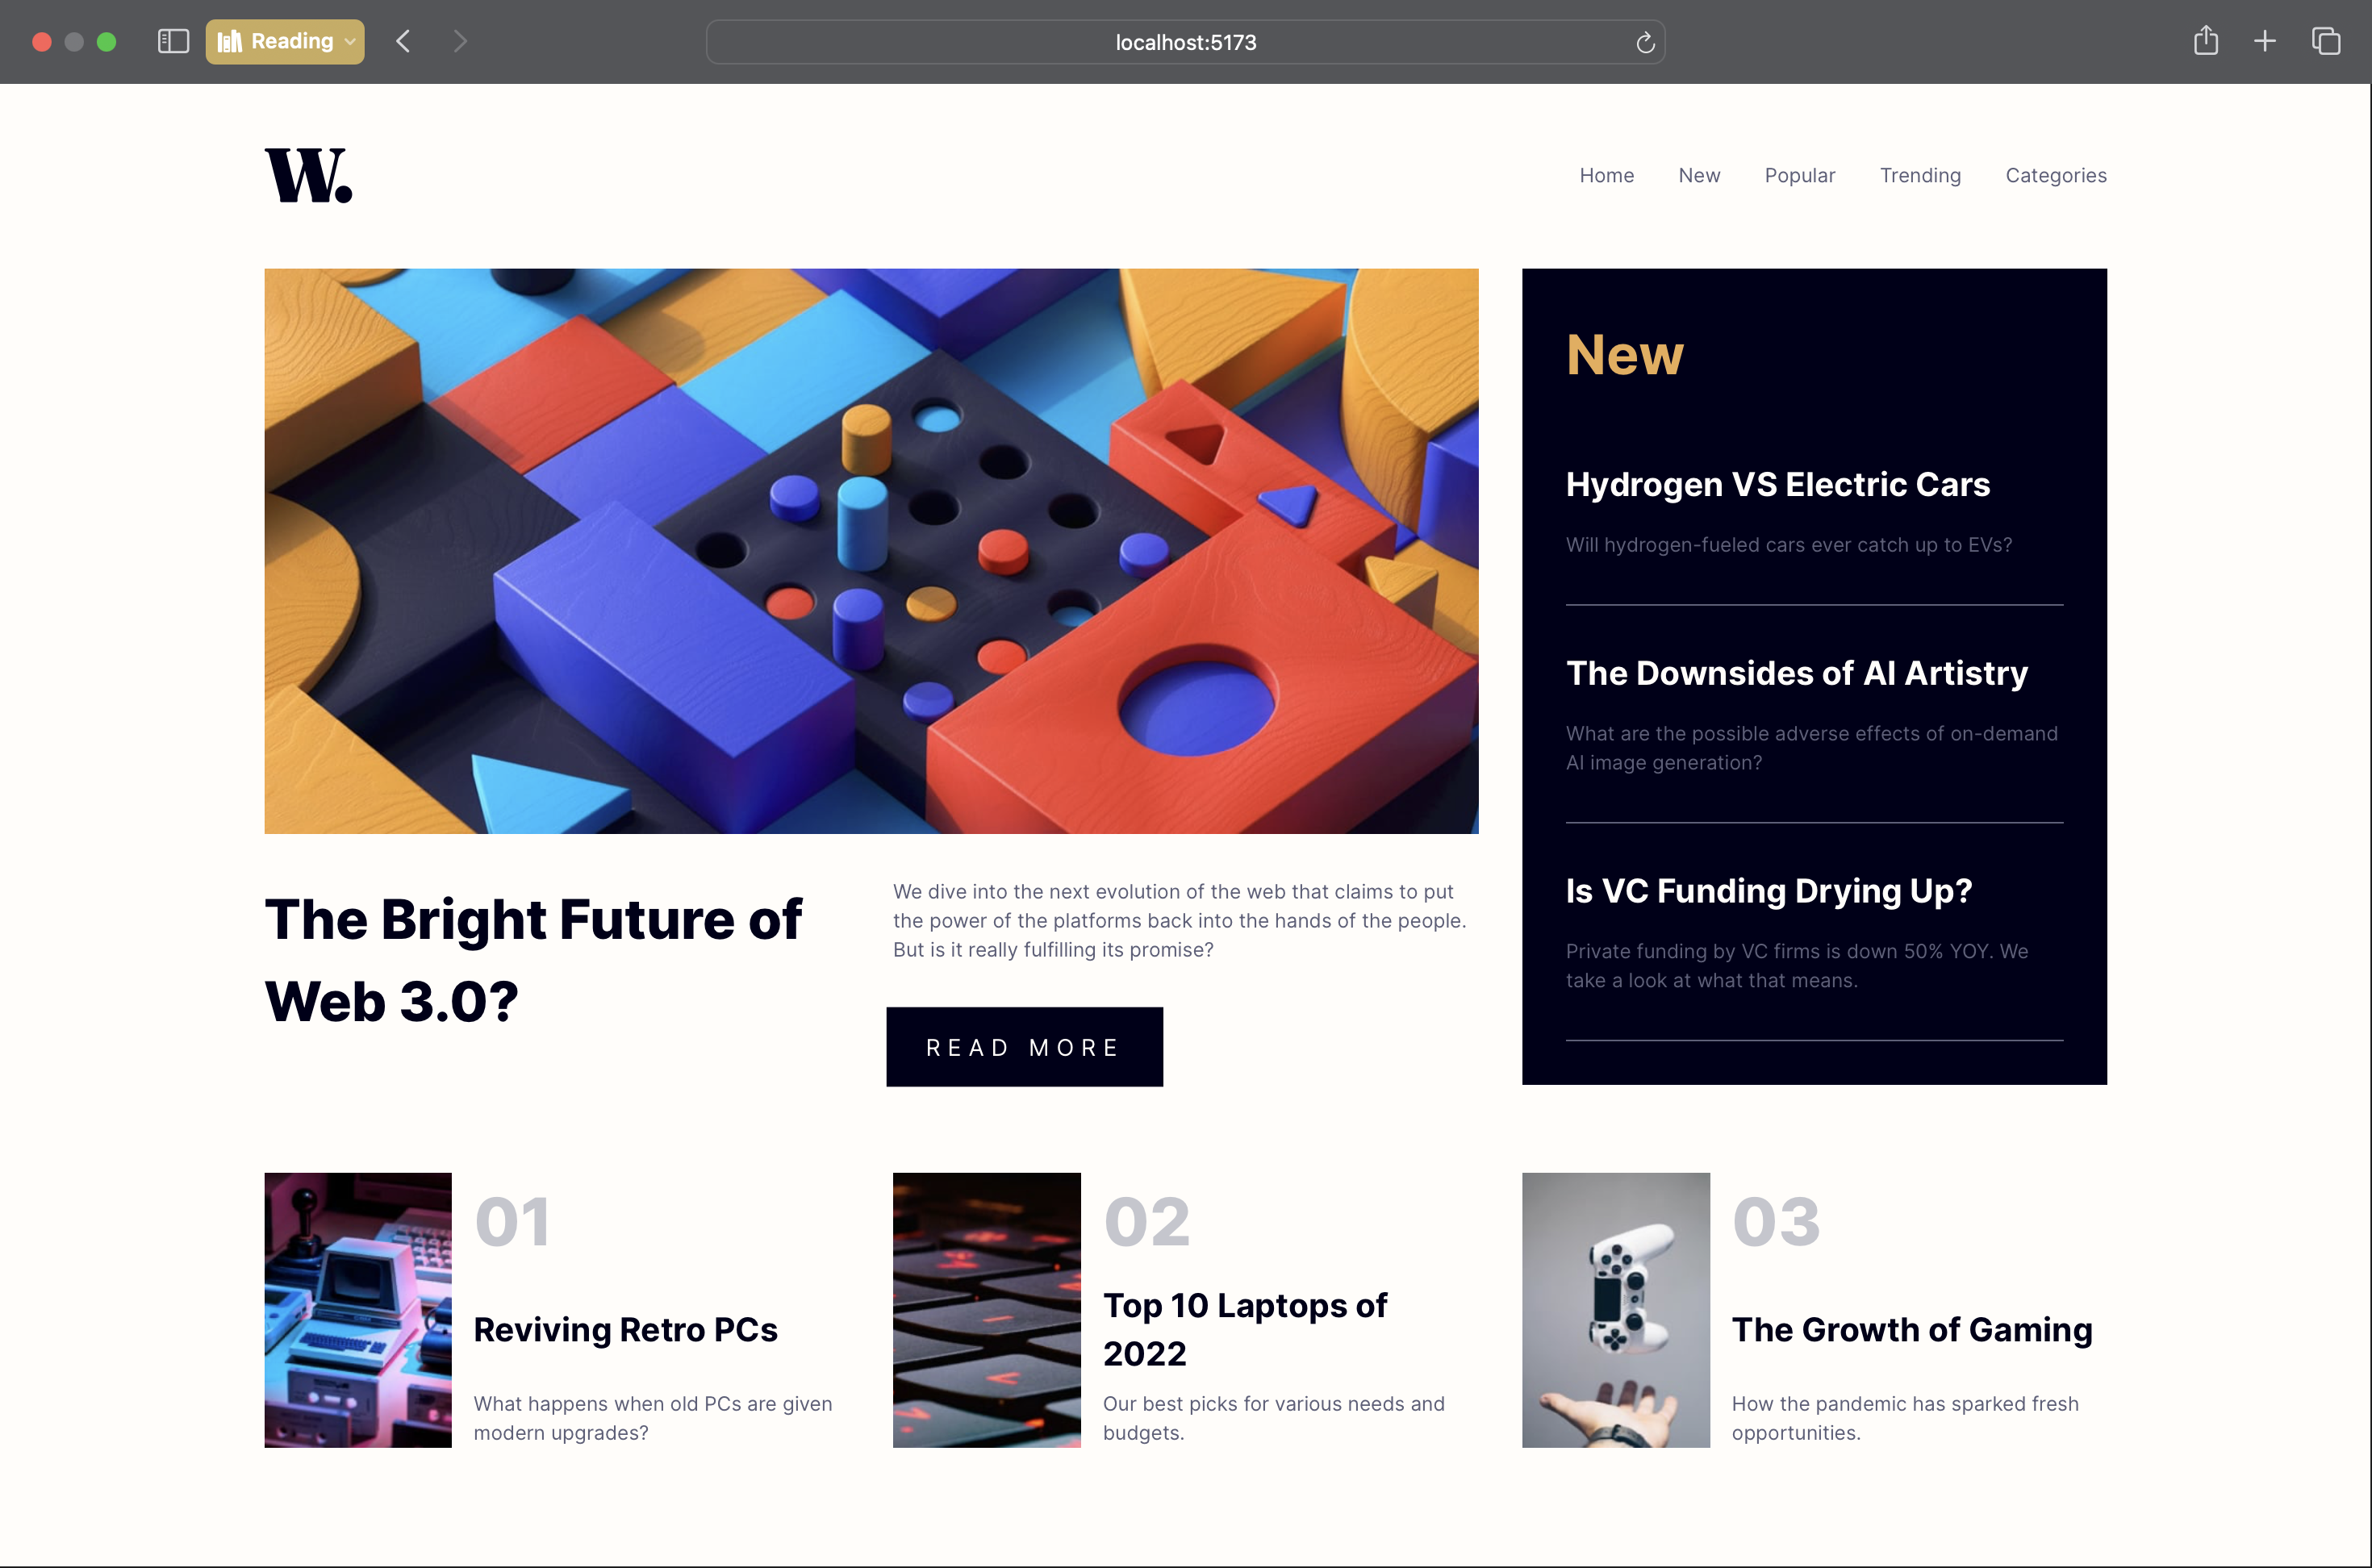 Reading
localhost:5173
W.
Home New Popular Trending Categories
The Bright Future of
Web 3.0?
We dive into the next evolution of the web that claims to put
the power of the platforms back into the hands of the people.
But is it really fulfilling its promise?
READ MORE
New
Hydrogen VS Electric Cars
Will hydrogen-fueled cars ever catch up to EVs?
The Downsides of AI Artistry
What are the possible adverse effects of on-demand
AI image generation?
Is VC Funding Drying Up?
Private funding by VC firms is down 50% YOY. We
take a look at what that means.
01
Reviving Retro PCs
What happens when old PCs are given
modern upgrades?
02
Top 10 Laptops of
2022
Our best picks for various needs and
budgets.
03
The Growth of Gaming
How the pandemic has sparked fresh
opportunities.